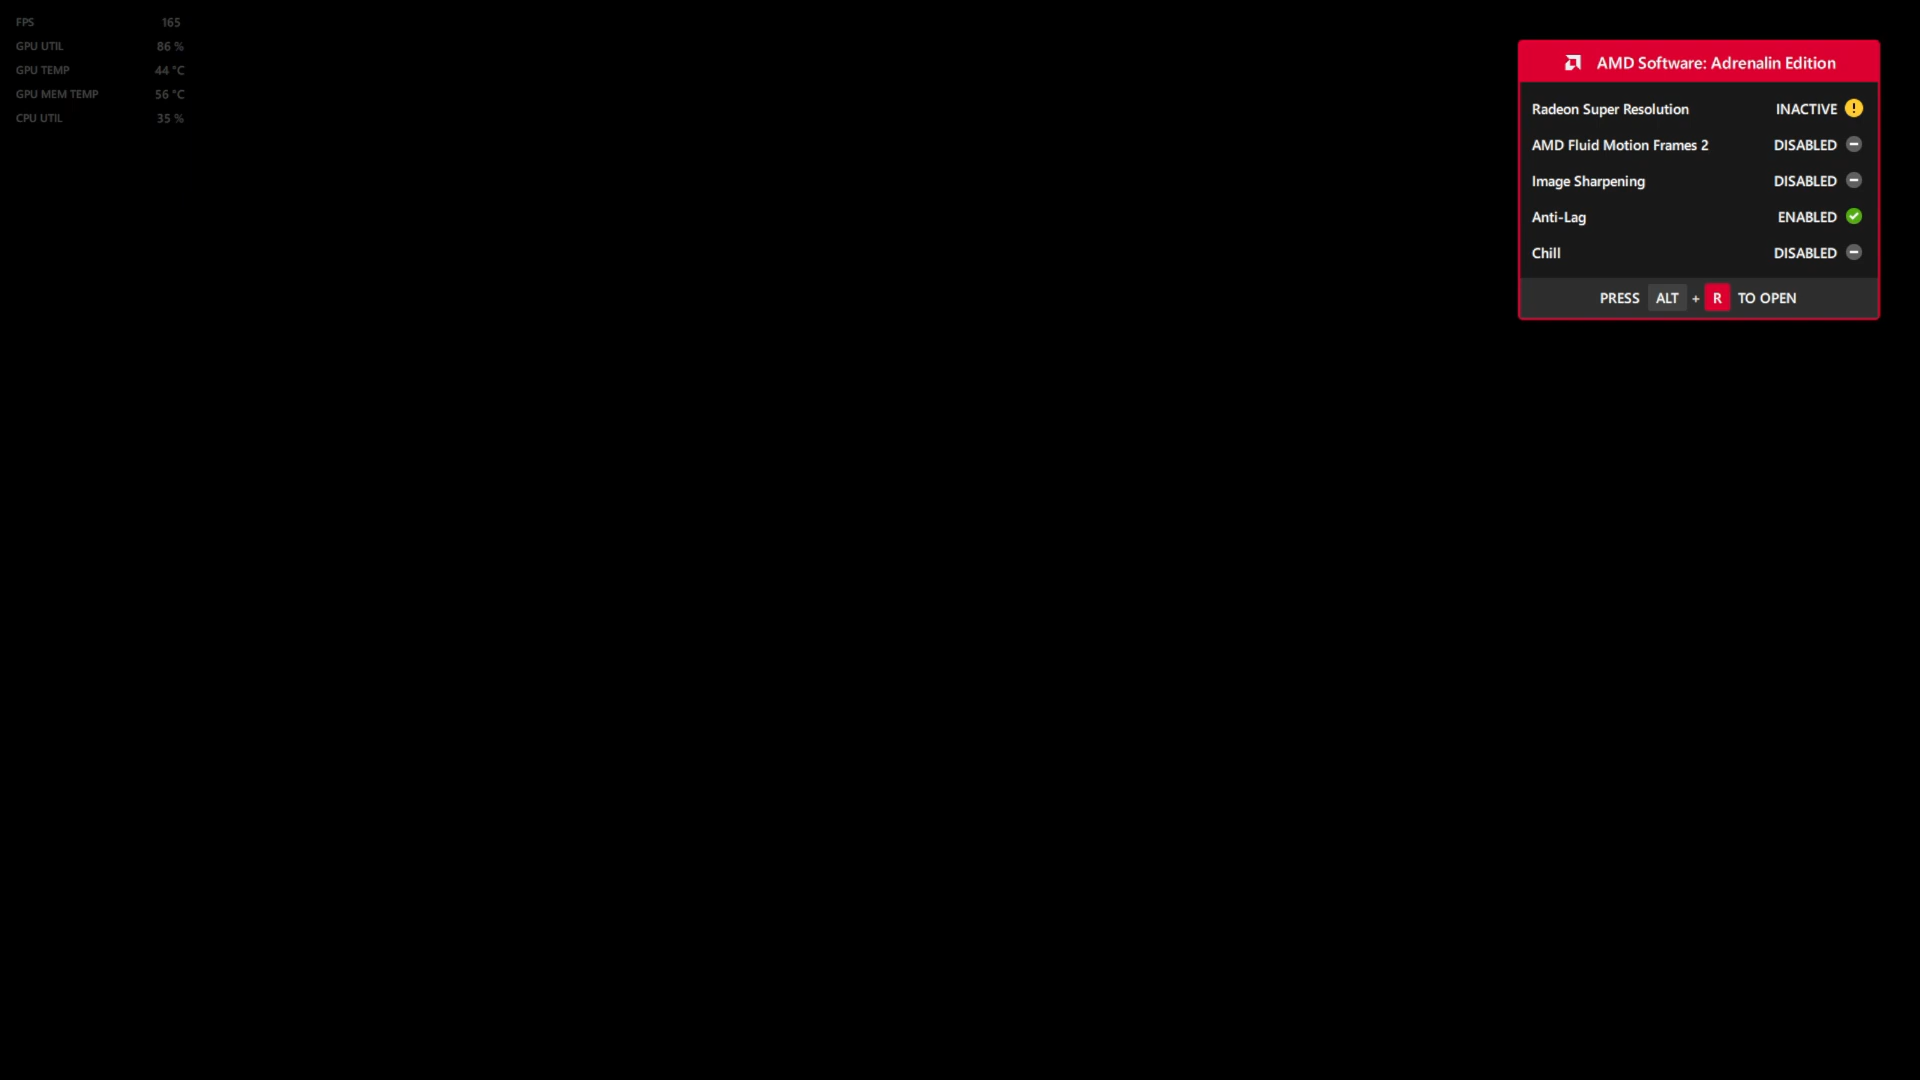 FPS 165
GPU UTIL 86 %
GPU TEMP 44 °C
GPU MEM TEMP 56 °C
CPU UTIL 35 %
AMD Software: Adrenalin Edition
Radeon Super Resolution INACTIVE
AMD Fluid Motion Frames 2 DISABLED
Image Sharpening DISABLED
Anti-Lag ENABLED
Chill DISABLED
PRESS ALT + R TO OPEN